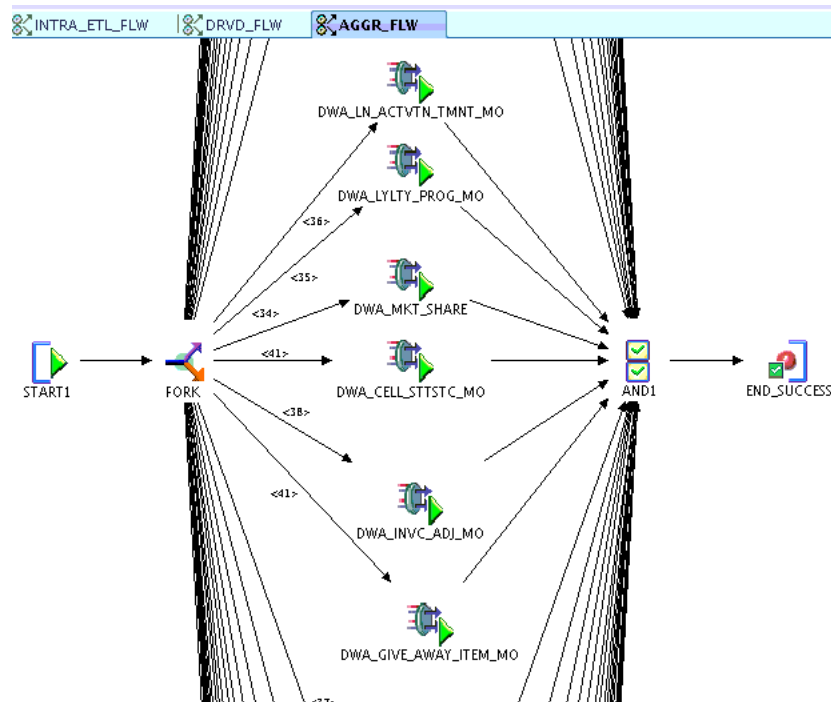 INTRA_ETL_FLW DRVD_FLW AGGR_FLW
DWA_LN_ACTVTN_TMNT_MO
DWA_LYLTY_PROG_MO
<36>
<35>
<34>
DWA_MKT_SHARE
<41>
START1
FORK
DWA_CELL_STTSTC_MO
AND1
END_SUCCESS
<38>
<41>
DWA_INVC_ADJ_MO
DWA_GIVE_AWAY_ITEM_MO